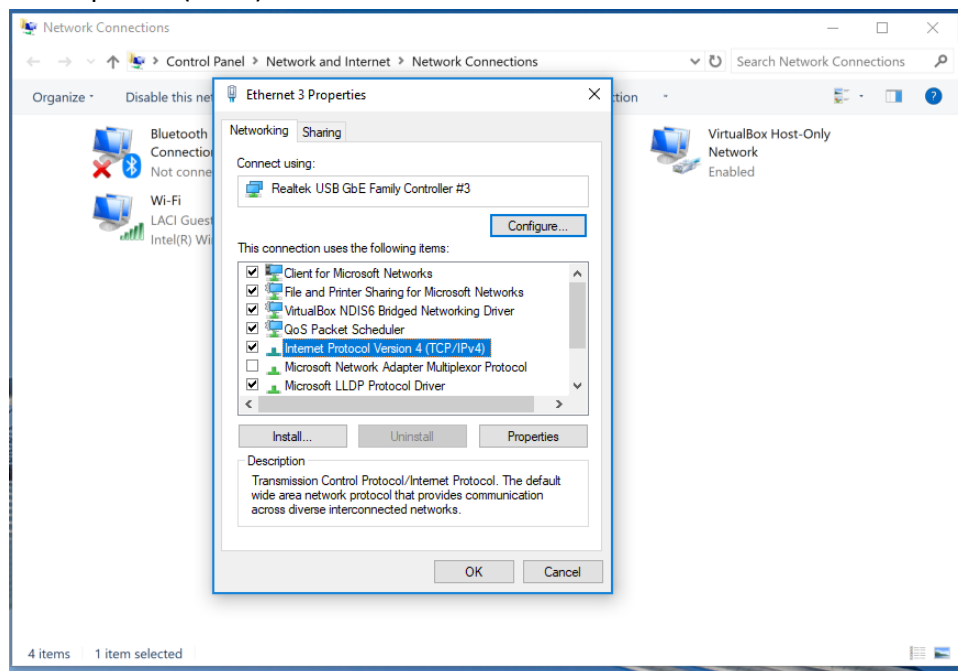 Network Connections
Control Panel > Network and Internet > Network Connections
Search Network Connections
Organize
Disable this net
tion
Bluetooth
Connection
Not conne
Wi-Fi
LACI Guest
Intel(R) Wi
VirtualBox Host-Only
Network
Enabled
Ethernet 3 Properties
Networking Sharing
Connect using:
Realtek USB GbE Family Controller #3
Configure...
This connection uses the following items:
Client for Microsoft Networks
File and Printer Sharing for Microsoft Networks
VirtualBox NDIS6 Bridged Networking Driver
QoS Packet Scheduler
Internet Protocol Version 4 (TCP/IPv4)
Microsoft Network Adapter Multiplexor Protocol
Microsoft LLDP Protocol Driver
Install... Uninstall Properties
Description
Transmission Control Protocol/Internet Protocol. The default
wide area network protocol that provides communication
across diverse interconnected networks.
OK Cancel
4 items 1 item selected